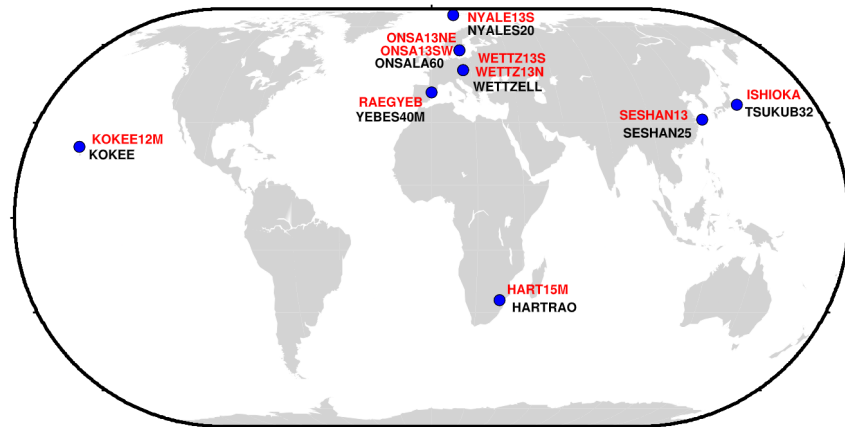 NYALE13S
NYALES20
ONSA13NE
ONSA13SW
ONSALA60
WETTZ13S
WETTZ13N
WETTZELL
RAEGYEB
YEBES40M
ISHIOKA
TSUKUB32
SESHAN13
SESHAN25
KOKEE12M
KOKEE
HART15M
HARTRAO